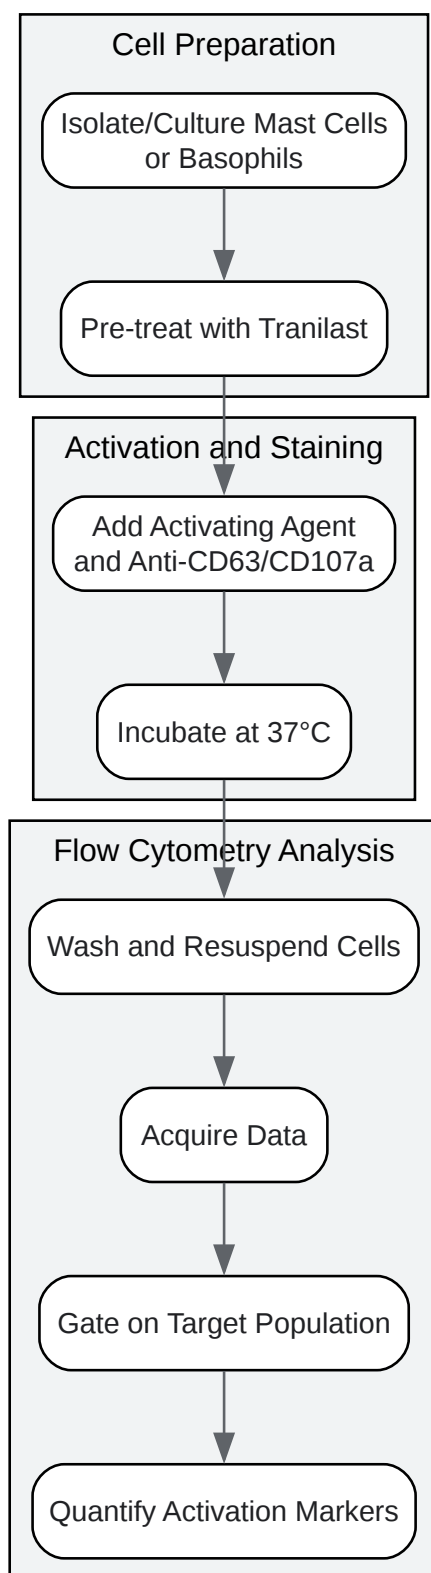 Cell Preparation
Isolate/Culture Mast Cells
or Basophils
Pre-treat with Tranilast
Activation and Staining
Add Activating Agent
and Anti-CD63/CD107a
Incubate at 37°C
Flow Cytometry Analysis
Wash and Resuspend Cells
Acquire Data
Gate on Target Population
Quantify Activation Markers